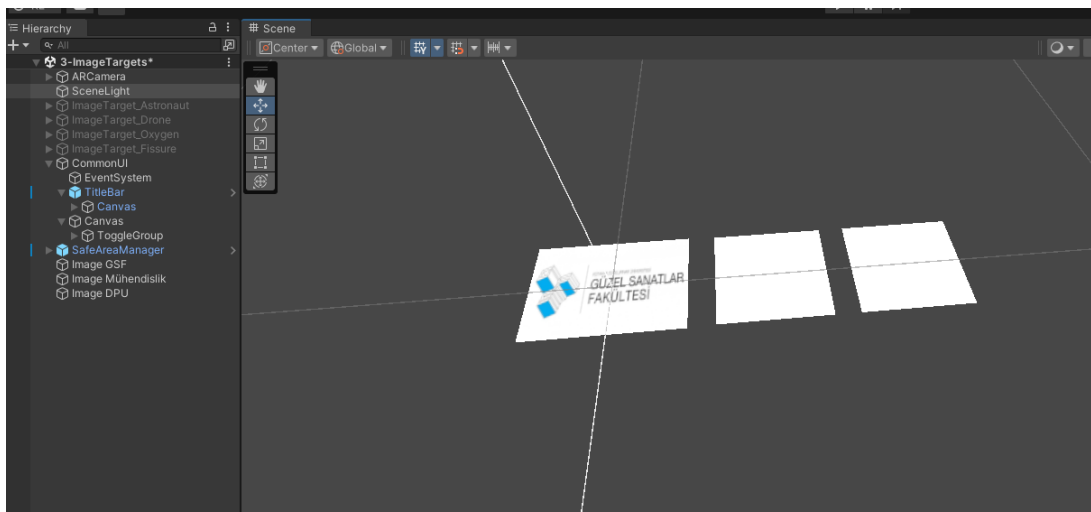 Hierarchy
Scene
All
Center
Global
3-ImageTargets*
ARCamera
SceneLight
ImageTarget_Astronaut
ImageTarget_Drone
ImageTarget_Oxygen
ImageTarget_Fissure
CommonUI
EventSystem
TitleBar
Canvas
Canvas
ToggleGroup
SafeAreaManager
Image GSF
Image Mühendislik
Image DPU
GÜZEL SANATLAR
FAKÜLTESİ